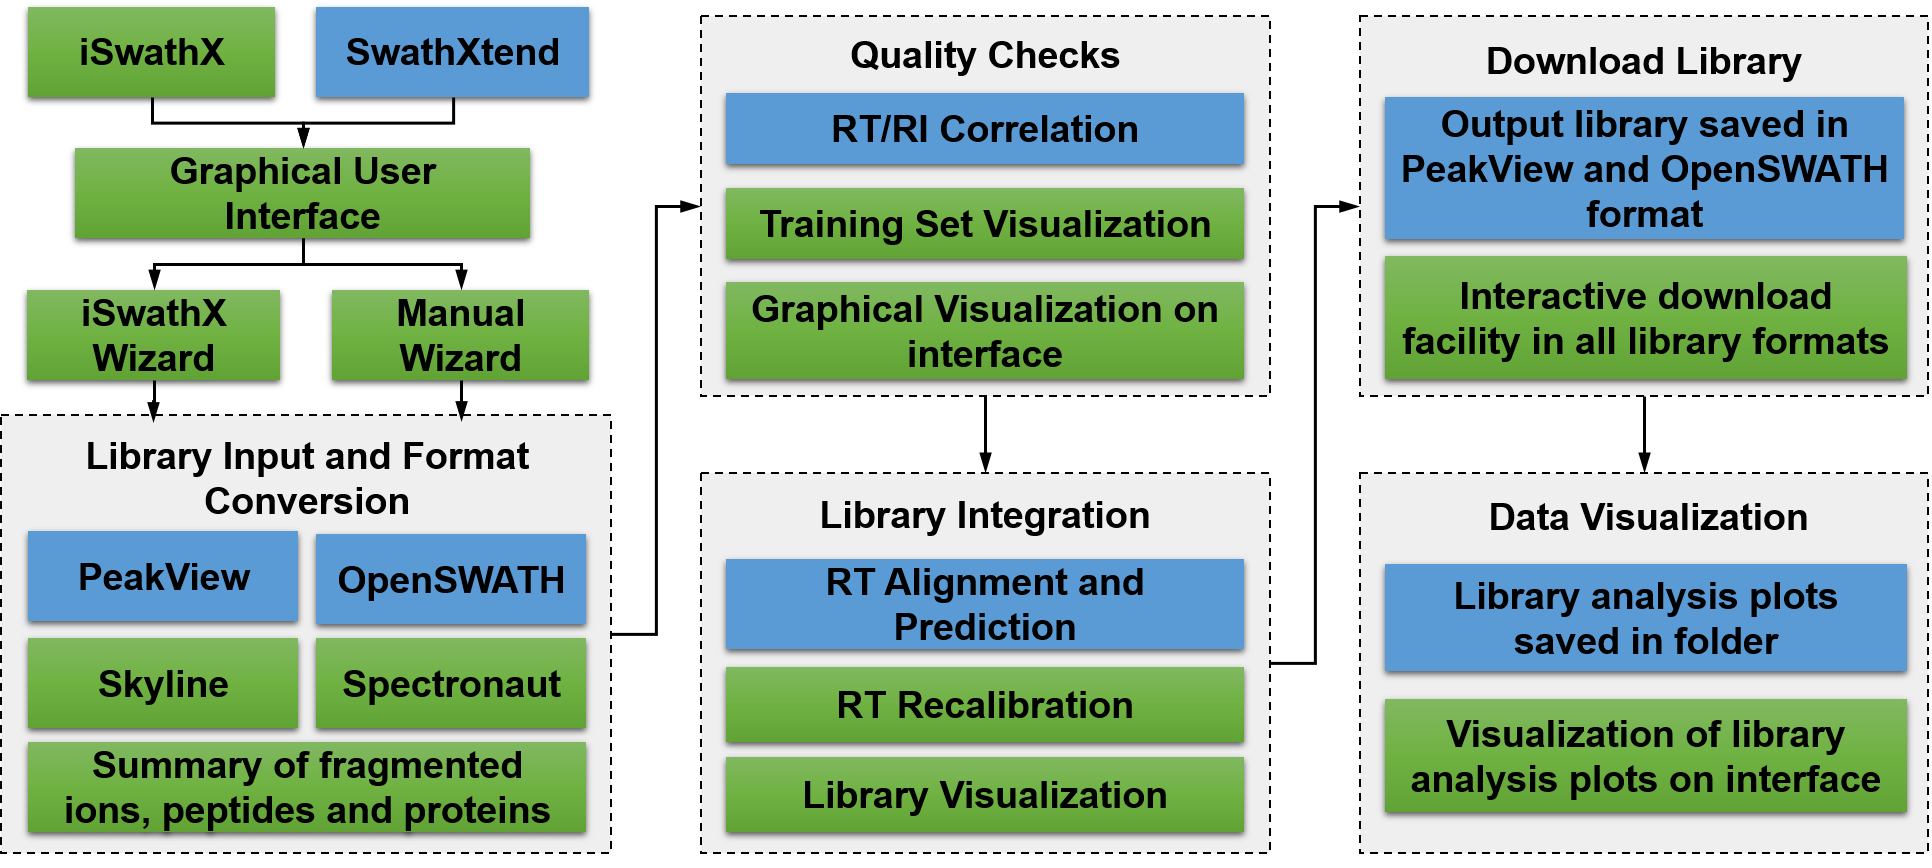 iSwathX
SwathXtend
Graphical User
Interface
iSwathX
Wizard
Manual
Wizard
Library Input and Format
Conversion
PeakView
OpenSWATH
Skyline
Spectronaut
Summary of fragmented
ions, peptides and proteins
Quality Checks
RT/RI Correlation
Training Set Visualization
Graphical Visualization on
interface
Library Integration
RT Alignment and
Prediction
RT Recalibration
Library Visualization
Download Library
Output library saved in
PeakView and OpenSWATH
format
Interactive download
facility in all library formats
Data Visualization
Library analysis plots
saved in folder
Visualization of library
analysis plots on interface